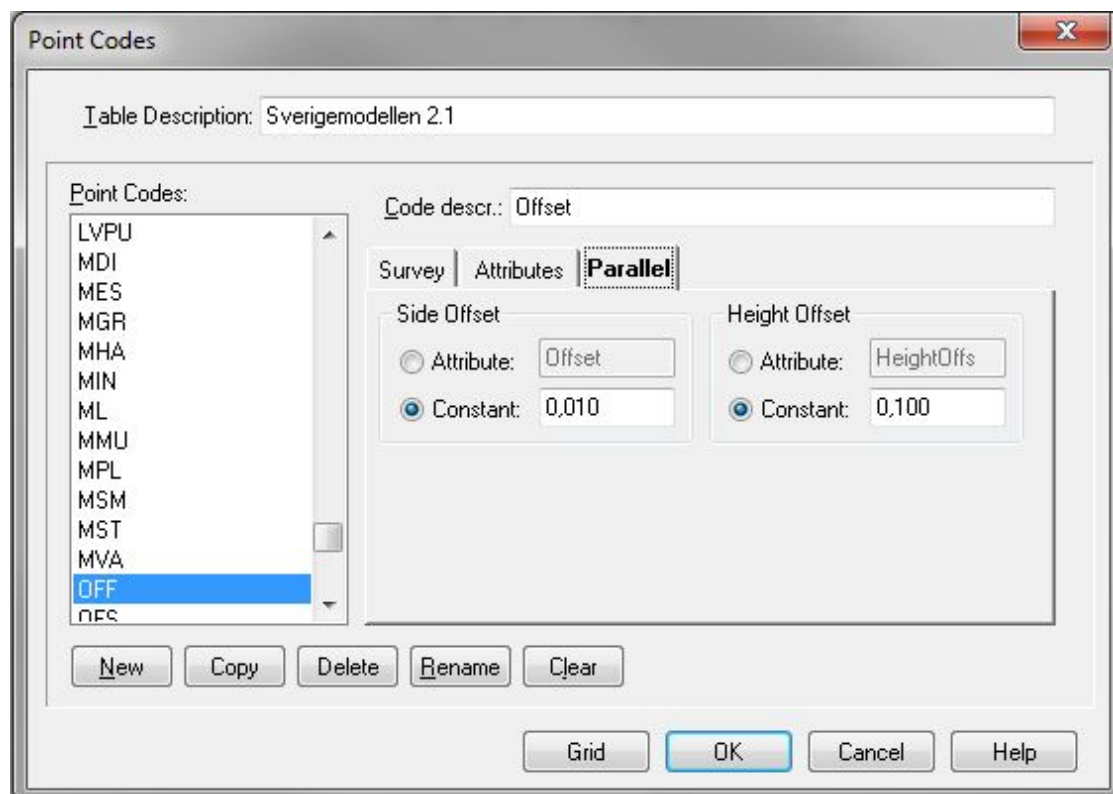 Point Codes
Table Description: Sverigemodellen 2.1
Point Codes:
Code descr.: Offset
LVPU
MDI
MES
MGR
MHA
MIN
ML
MMU
MPL
MSM
MST
MVA
OFF
OFS
Survey Attributes Parallel
Side Offset
Attribute: Offset
Constant: 0,010
Height Offset
Attribute: HeightOffs
Constant: 0,100
New Copy Delete Rename Clear
Grid OK Cancel Help